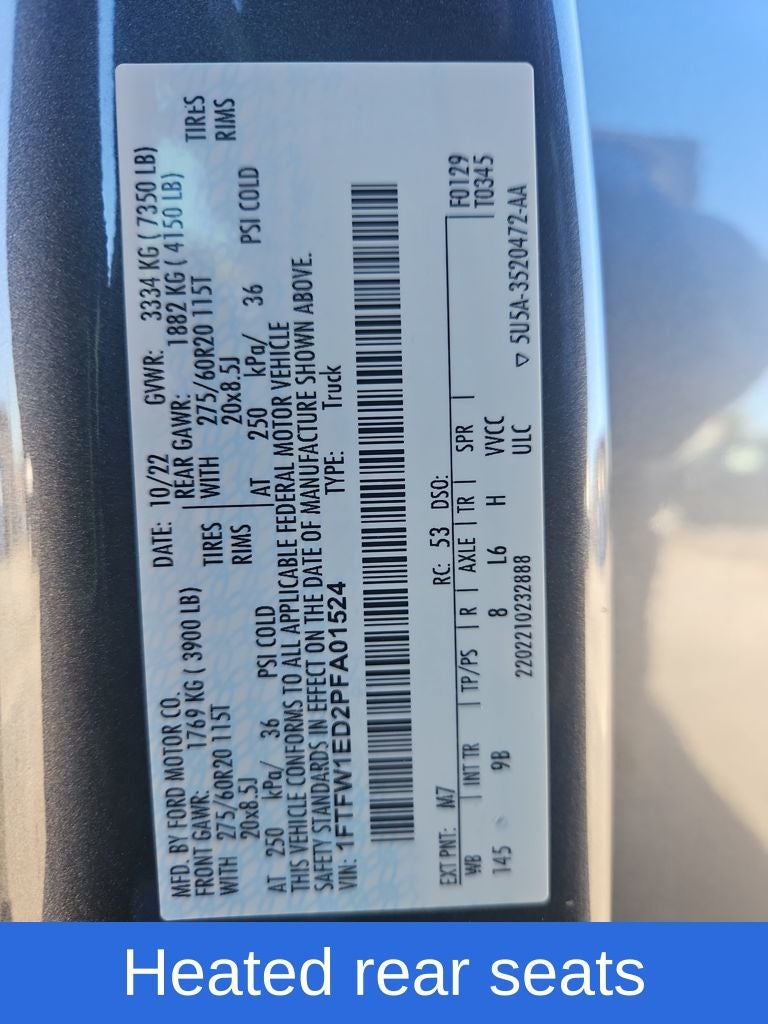 MFD. BY FORD MOTOR CO.
DATE: 10/22
GVWR: 3334 KG ( 7350 LB)
FRONT GAWR: 1769 KG ( 3900 LB)
REAR GAWR: 1882 KG ( 4150 LB)
WITH 275/60R20 115T TIRES
20x8.5J RIMS
WITH 275/60R20 115T TIRES
20x8.5J RIMS
AT 250 kPa/ 36 PSI COLD
AT 250 kPa/ 36 PSI COLD
THIS VEHICLE CONFORMS TO ALL APPLICABLE FEDERAL MOTOR VEHICLE
SAFETY STANDARDS IN EFFECT ON THE DATE OF MANUFACTURE SHOWN ABOVE.
VIN: 1FTFW1ED2PFA01524
TYPE: Truck
EXT PNT: M7 RC: 53 DSO: F0129
T0345
WB INT TR TP/PS R AXLE TR SPR
145 9B 8 L6 H VVCC
ULC
2202210232888
▽ 5U5A-3520472-AA
Heated rear seats